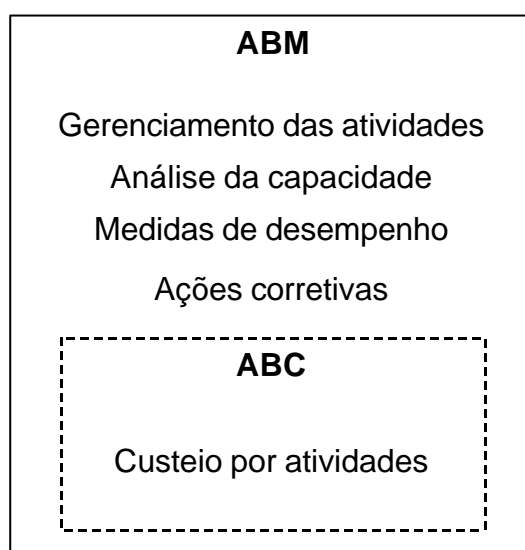 ABM
Gerenciamento das atividades
Análise da capacidade
Medidas de desempenho
Ações corretivas
ABC
Custeio por atividades